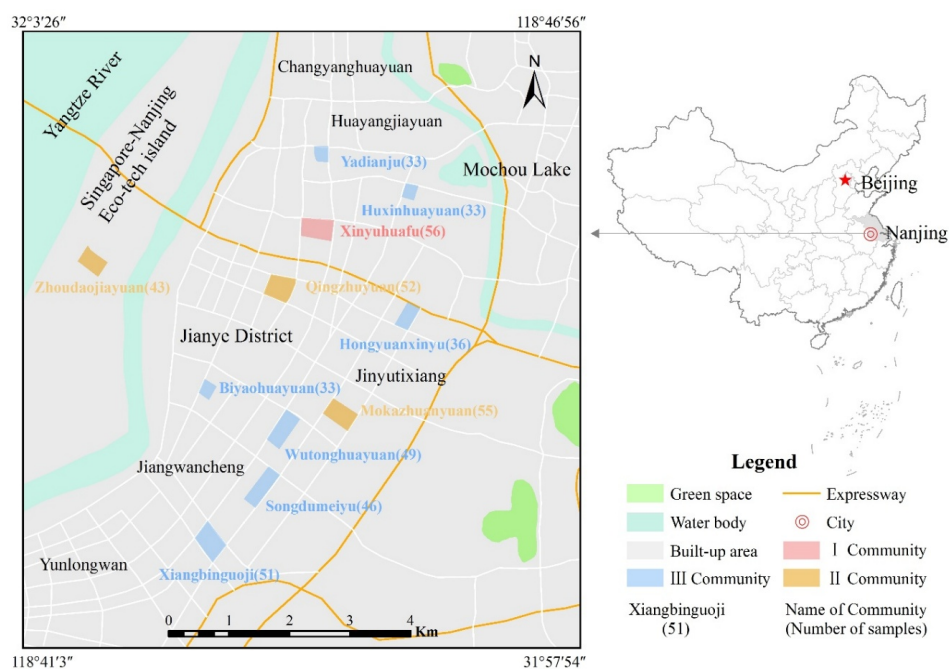 32°3′26″
118°46′56″
Yangtze River
Singapore-Nanjing
Eco-tech island
Changyanghuayuan
N
Huayangjiayuan
Yadianju(33)
Mochou Lake
Huxinhuayuan(33)
Xinyuhuafu(56)
Zhoudaojiayuan(43)
Qingzhuyuan(52)
Jianye District
Hongyuanxinyu(36)
Jinyutixiang
Biyaohuayuan(33)
Mokazhuanyuan(55)
Wutonghuayuan(49)
Jiangwancheng
Songdumeiyu(46)
Yunlongwan
Xiangbinguoji(51)
0 1 2 3 4
Km
118°41′3″
31°57′54″
Beijing
Nanjing
Legend
Green space
Expressway
Water body
City
Built-up area
I Community
III Community
II Community
Xiangbinguoji
(51)
Name of Community
(Number of samples)